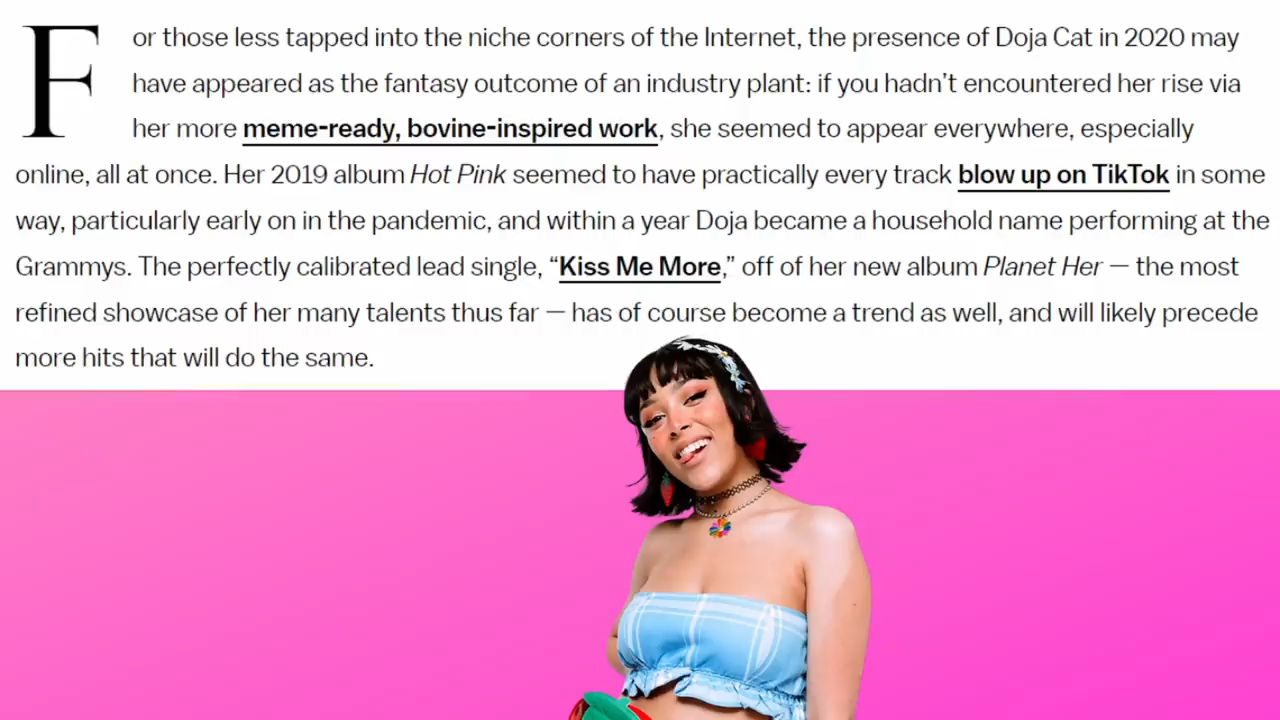 For those less tapped into the niche corners of the Internet, the presence of Doja Cat in 2020 may
have appeared as the fantasy outcome of an industry plant: if you hadn’t encountered her rise via
her more meme-ready, bovine-inspired work, she seemed to appear everywhere, especially
online, all at once. Her 2019 album Hot Pink seemed to have practically every track blow up on TikTok in some
way, particularly early on in the pandemic, and within a year Doja became a household name performing at the
Grammys. The perfectly calibrated lead single, “Kiss Me More,” off of her new album Planet Her — the most
refined showcase of her many talents thus far — has of course become a trend as well, and will likely precede
more hits that will do the same.